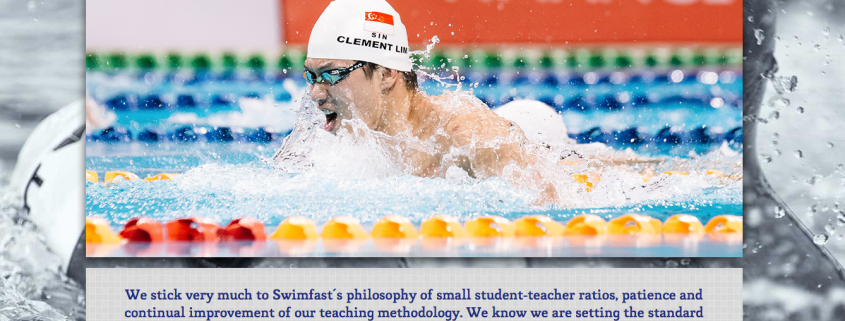 SIN
CLEMENT LIM
We stick very much to Swimfast´s philosophy of small student-teacher ratios, patience and
continual improvement of our teaching methodology. We know we are setting the standard